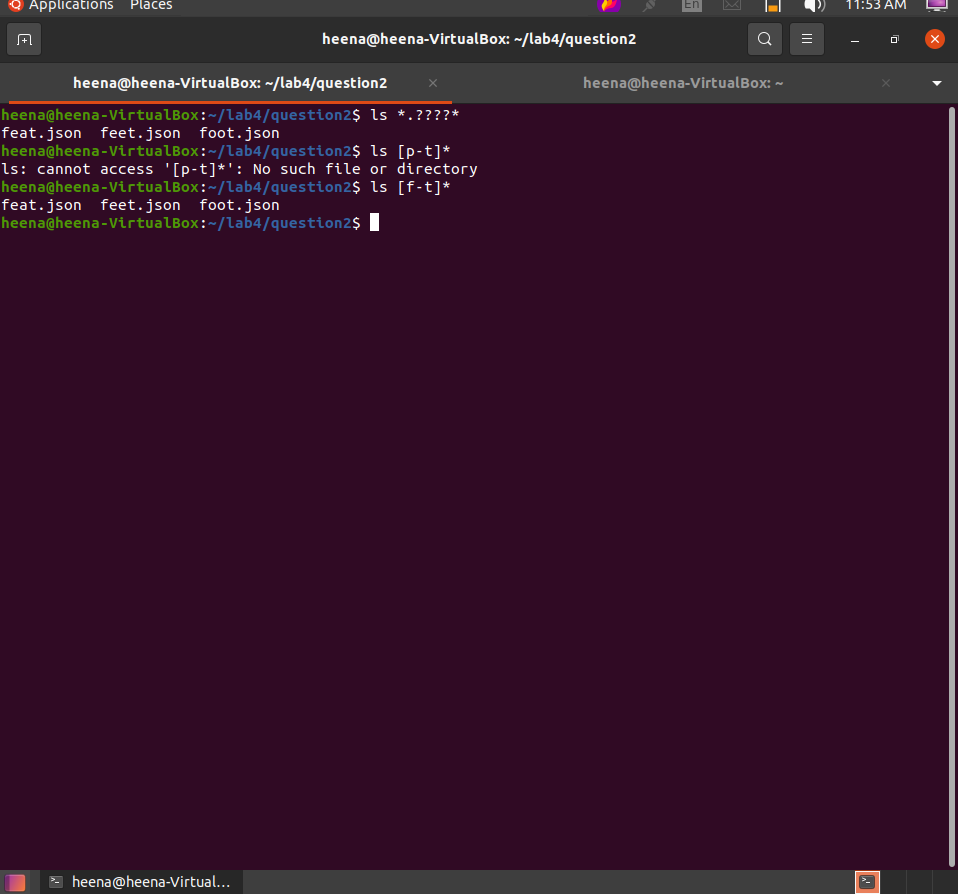 Applications Places En 11:53 AM
heena@heena-VirtualBox: ~/lab4/question2
heena@heena-VirtualBox: ~/lab4/question2 heena@heena-VirtualBox: ~
heena@heena-VirtualBox:~/lab4/question2$ ls *.????*
feat.json  feet.json  foot.json
heena@heena-VirtualBox:~/lab4/question2$ ls [p-t]*
ls: cannot access '[p-t]*': No such file or directory
heena@heena-VirtualBox:~/lab4/question2$ ls [f-t]*
feat.json  feet.json  foot.json
heena@heena-VirtualBox:~/lab4/question2$
heena@heena-Virtual...